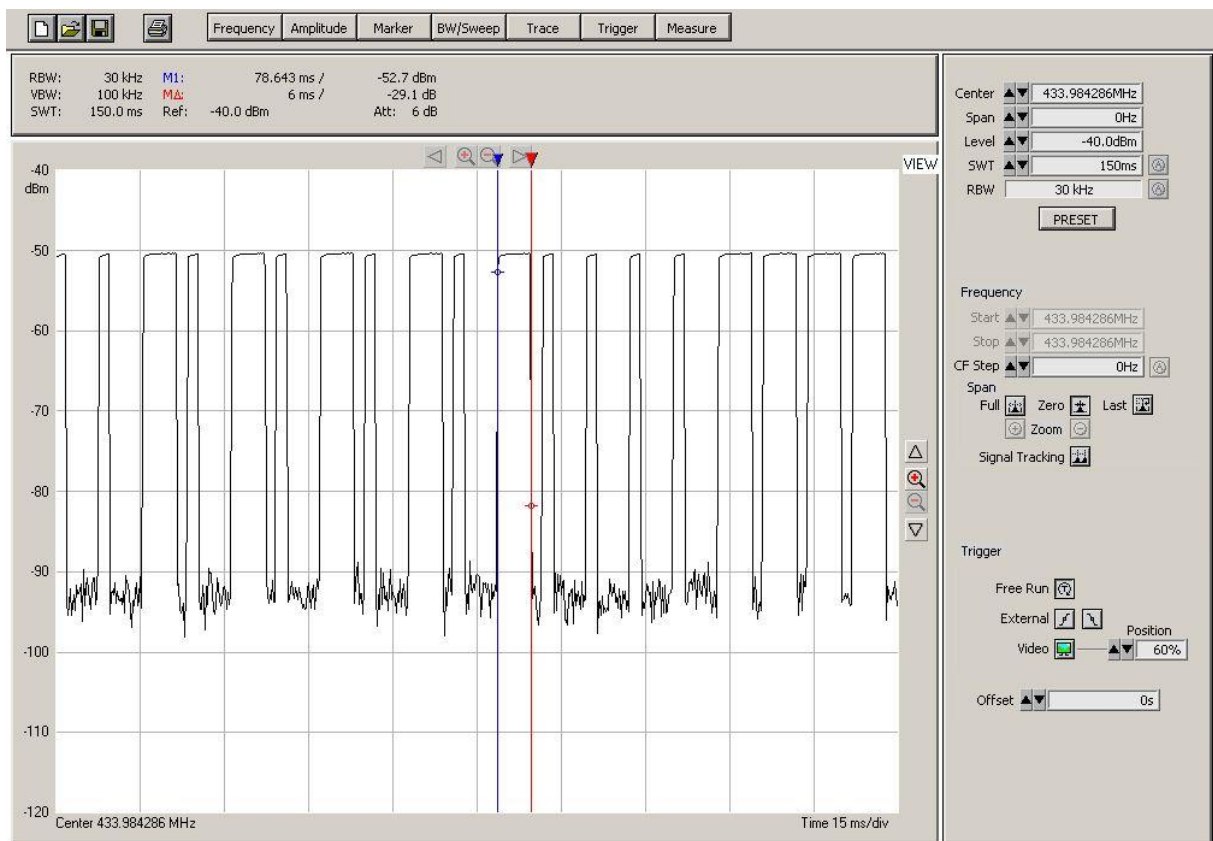 Frequency Amplitude Marker BW/Sweep Trace Trigger Measure
RBW: 30 kHz M1: 78.643 ms / -52.7 dBm
VBW: 100 kHz MΔ: 6 ms / -29.1 dB
SWT: 150.0 ms Ref: -40.0 dBm Att: 6 dB
VIEW
-40
dBm
-50
-60
-70
-80
-90
-100
-110
-120
Center 433.984286 MHz Time 15 ms/div
Center 433.984286MHz
Span 0Hz
Level -40.0dBm
SWT 150ms
RBW 30 kHz
PRESET
Frequency
Start 433.984286MHz
Stop 433.984286MHz
CF Step 0Hz
Span
Full Zero Last
Zoom
Signal Tracking
Trigger
Free Run
External
Position
Video 60%
Offset 0s